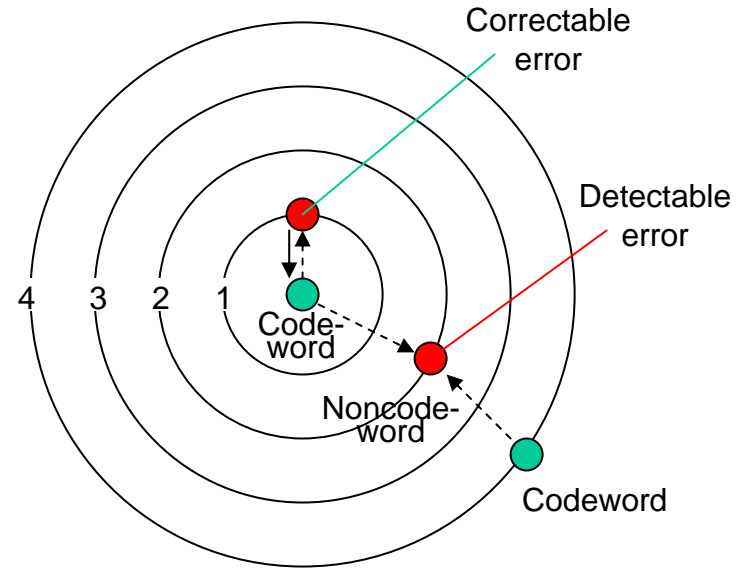 Correctable
error
Detectable
error
4 3 2 1
Code-
word
Noncode-
word
Codeword